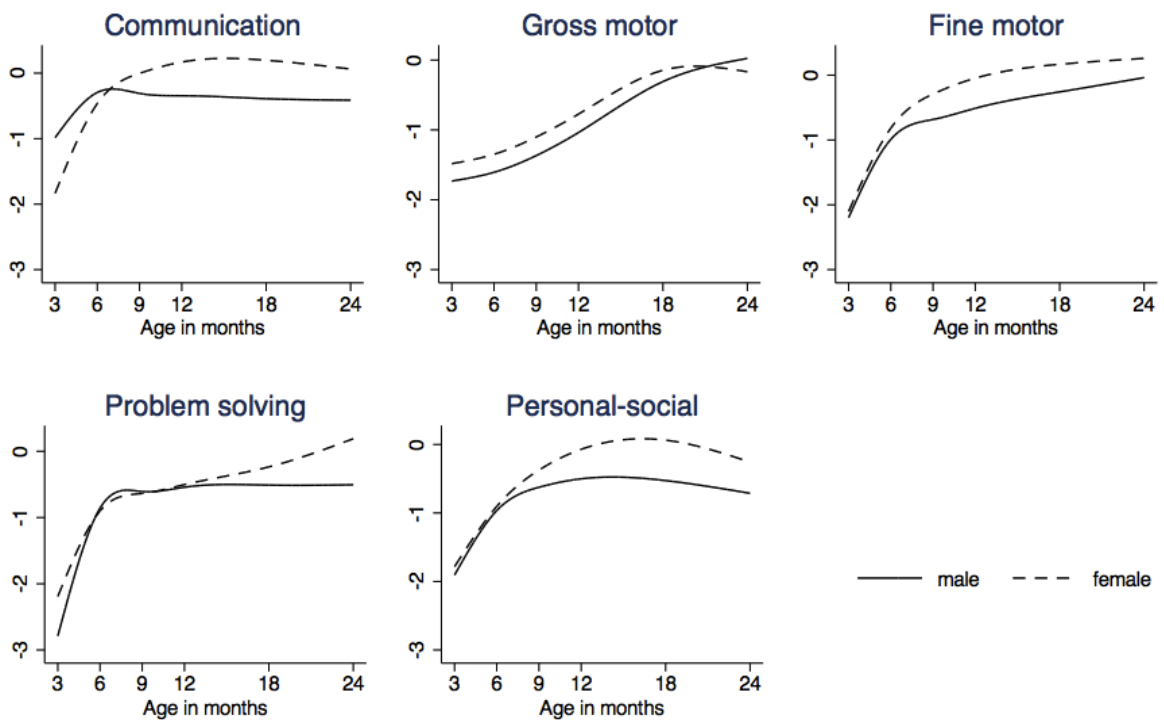 Communication
Gross motor
Fine motor
0
-1
-2
-3
3 6 9 12 18 24
Age in months
0
-1
-2
-3
3 6 9 12 18 24
Age in months
0
-1
-2
-3
3 6 9 12 18 24
Age in months
Problem solving
Personal-social
0
-1
-2
-3
3 6 9 12 18 24
Age in months
0
-1
-2
-3
3 6 9 12 18 24
Age in months
male female